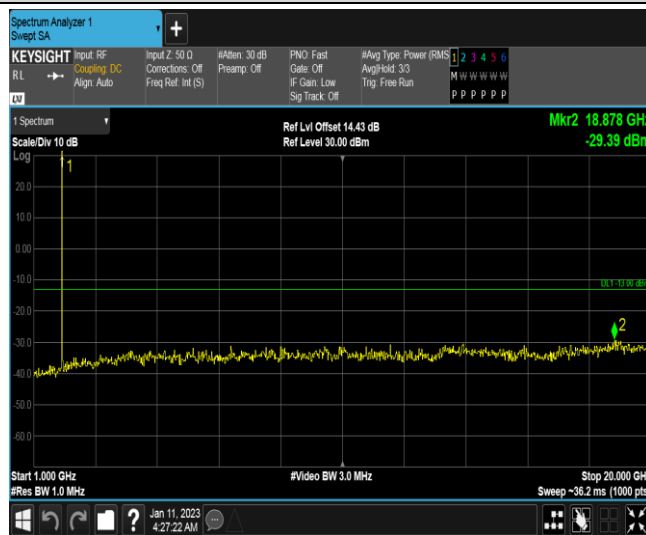 Spectrum Analyzer 1
Swept SA
+
KEYSIGHT
RL
LXI
Input: RF
Coupling: DC
Align: Auto
Input Z: 50 Ω
Corrections: Off
Freq Ref: Int (S)
#Atten: 30 dB
Preamp: Off
PNO: Fast
Gate: Off
IF Gain: Low
Sig Track: Off
#Avg Type: Power (RMS
Avg|Hold: 3/3
Trig: Free Run
1 2 3 4 5 6
M W W W W W
P P P P P P
1 Spectrum
Scale/Div 10 dB
Log
Ref Lvl Offset 14.43 dB
Ref Level 30.00 dBm
Mkr2 18.878 GHz
-29.39 dBm
1
20.0
10.0
0.00
-10.0
DL1 -13.00 dBm
-20.0
2
-30.0
-40.0
-50.0
-60.0
Start 1.000 GHz
#Video BW 3.0 MHz
Stop 20.000 GHz
#Res BW 1.0 MHz
Sweep ~36.2 ms (1000 pts)
?
Jan 11, 2023
4:27:22 AM